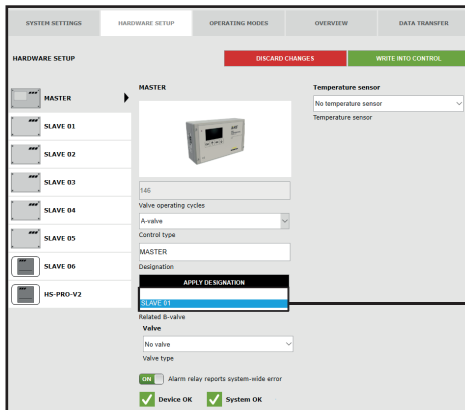 SYSTEM SETTINGS
HARDWARE SETUP
OPERATING MODES
OVERVIEW
DATA TRANSFER
HARDWARE SETUP
DISCARD CHANGES
WRITE INTO CONTROL
MASTER
SLAVE 01
SLAVE 02
SLAVE 03
SLAVE 04
SLAVE 05
SLAVE 06
HS-PRO-V2
MASTER
146
Valve operating cycles
A-valve
Control type
MASTER
Designation
APPLY DESIGNATION
SLAVE 01
Related B-valve
Valve
No valve
Valve type
ON Alarm relay reports system-wide error
Device OK
System OK
Temperature sensor
No temperature sensor
Temperature sensor